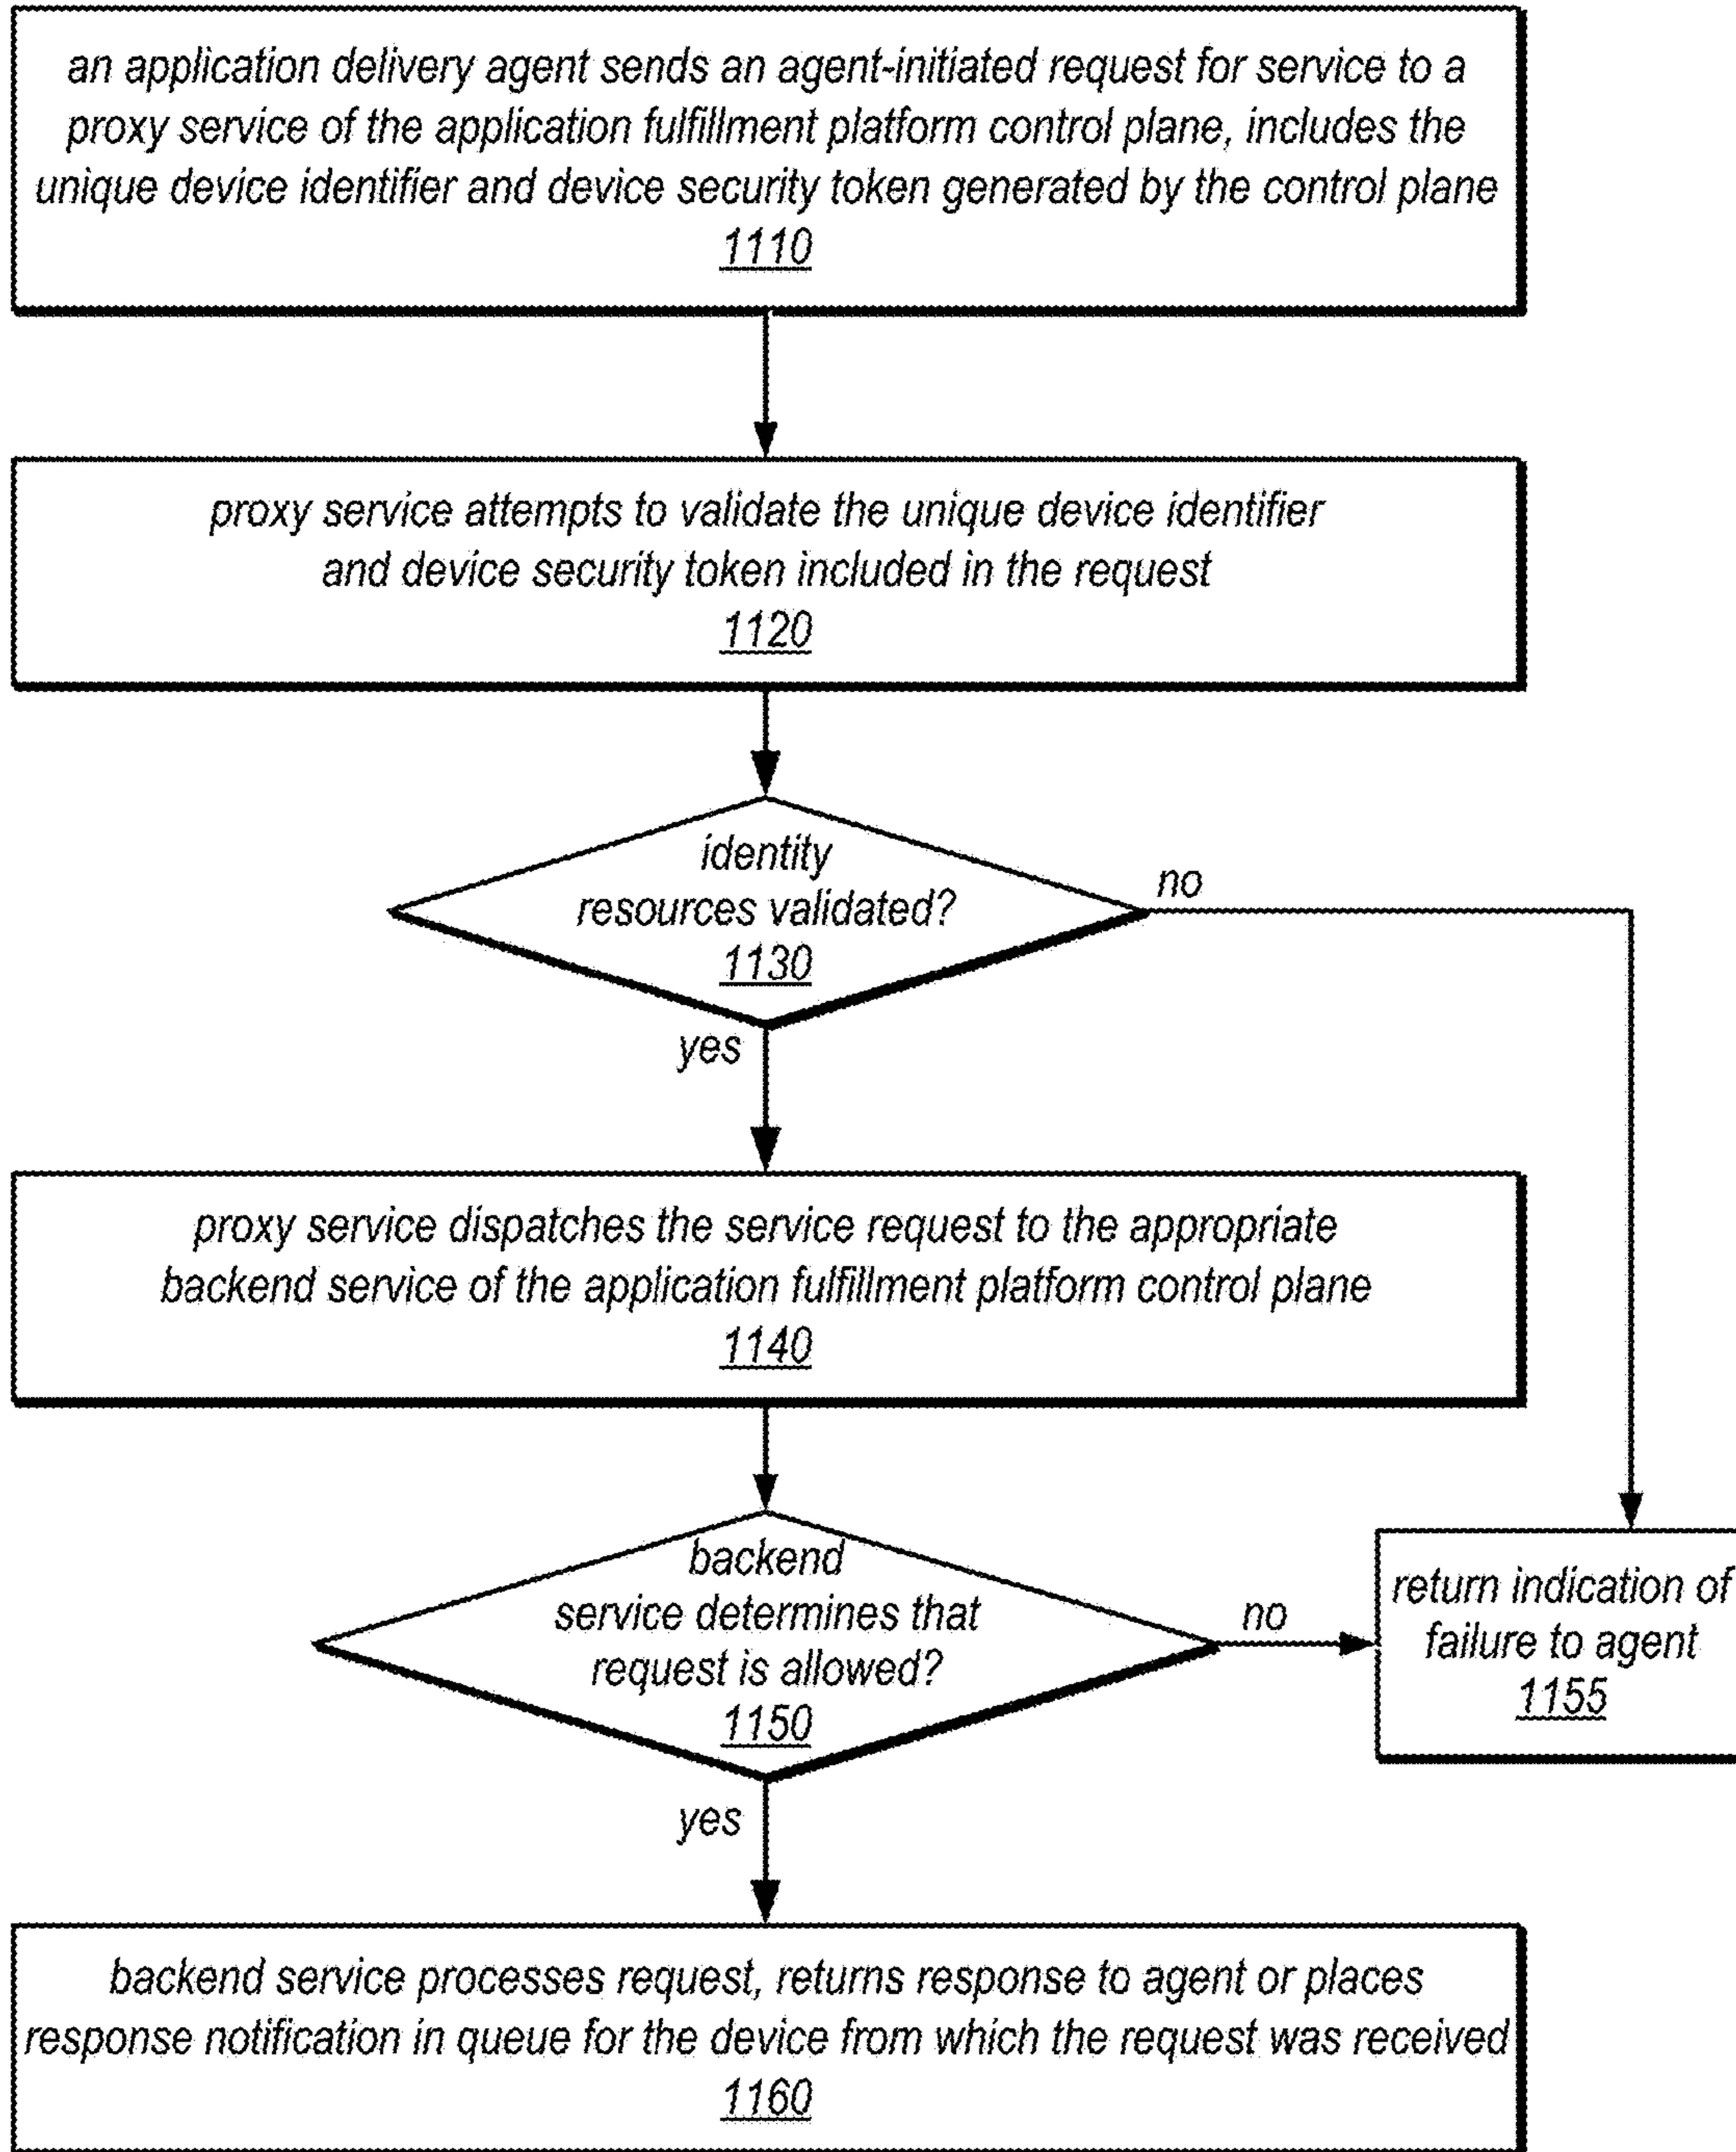 an application delivery agent sends an agent-initiated request for service to a
proxy service of the application fulfillment platform control plane, includes the
unique device identifier and device security token generated by the control plane
1110
proxy service attempts to validate the unique device identifier
and device security token included in the request
1120
identity
resources validated?
1130
no
yes
proxy service dispatches the service request to the appropriate
backend service of the application fulfillment platform control plane
1140
backend
service determines that
request is allowed?
1150
no
yes
return indication of
failure to agent
1155
backend service processes request, returns response to agent or places
response notification in queue for the device from which the request was received
1160